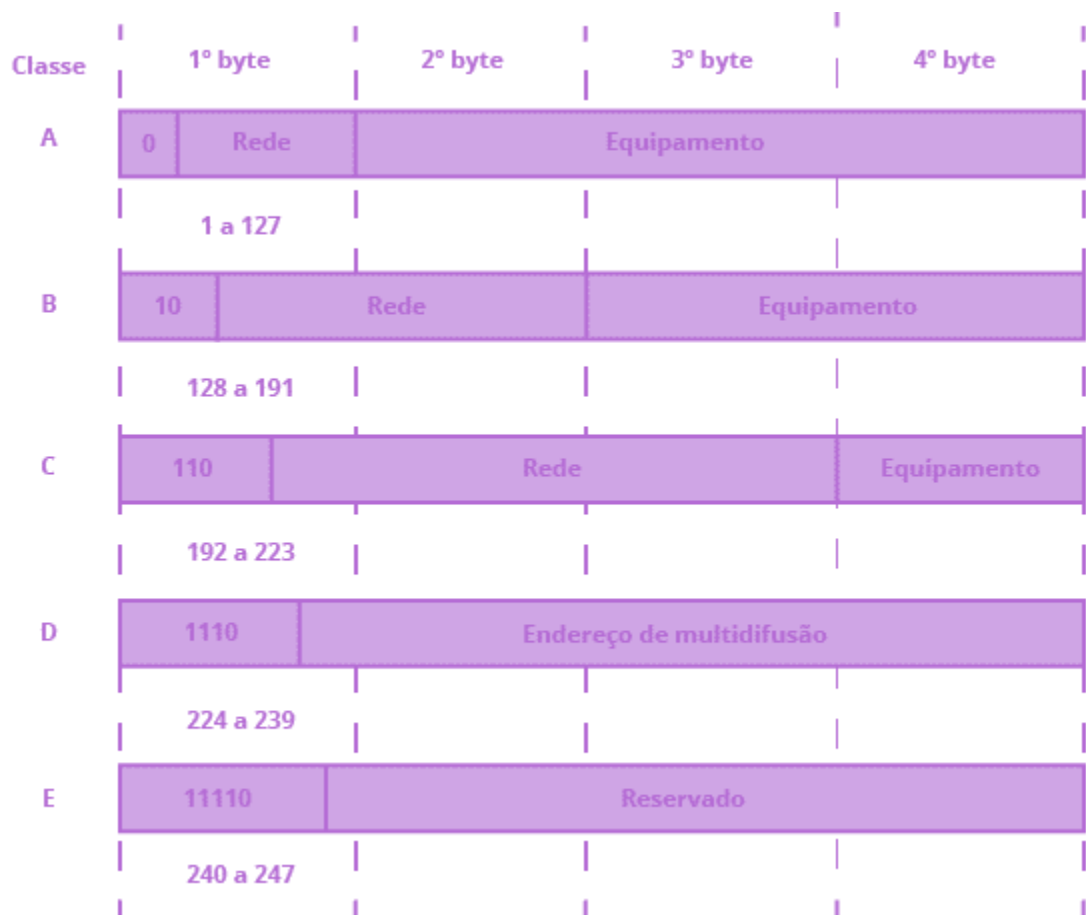 Classe 1º byte 2º byte 3º byte 4º byte
A 0 Rede Equipamento
1 a 127
B 10 Rede Equipamento
128 a 191
C 110 Rede Equipamento
192 a 223
D 1110 Endereço de multidifusão
224 a 239
E 11110 Reservado
240 a 247